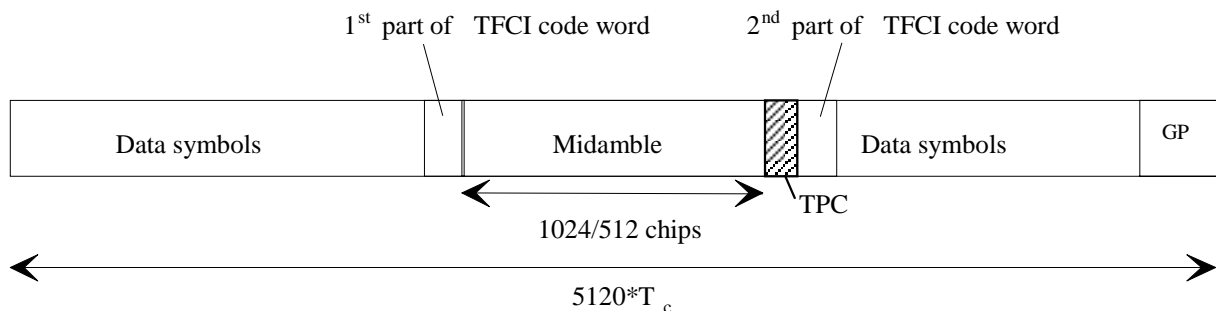 1st part of TFCI code word
2nd part of TFCI code word
Data symbols
Midamble
Data symbols
GP
TPC
1024/512 chips
5120*Tc